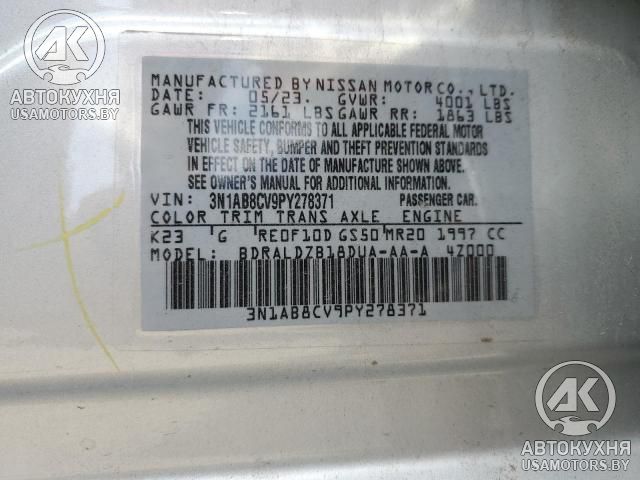 АК
АВТОКУХНЯ
USAMOTORS.BY
MANUFACTURED BY NISSAN MOTOR CO., LTD.
DATE: 05/23. GVWR: 4001 LBS
GAWR FR: 2161 LBS GAWR RR: 1863 LBS
THIS VEHICLE CONFORMS TO ALL APPLICABLE FEDERAL MOTOR
VEHICLE SAFETY, BUMPER AND THEFT PREVENTION STANDARDS
IN EFFECT ON THE DATE OF MANUFACTURE SHOWN ABOVE.
SEE OWNER'S MANUAL FOR ADDITIONAL INFORMATION.
VIN: 3N1AB8CV9PY278371 PASSENGER CAR.
COLOR TRIM TRANS AXLE ENGINE
K23 G RE0F10D GS50 MR20 1997 CC
MODEL: BDRALDZB18DUA-AA-A 4Z000
3N1AB8CV9PY278371
АК
АВТОКУХНЯ
USAMOTORS.BY